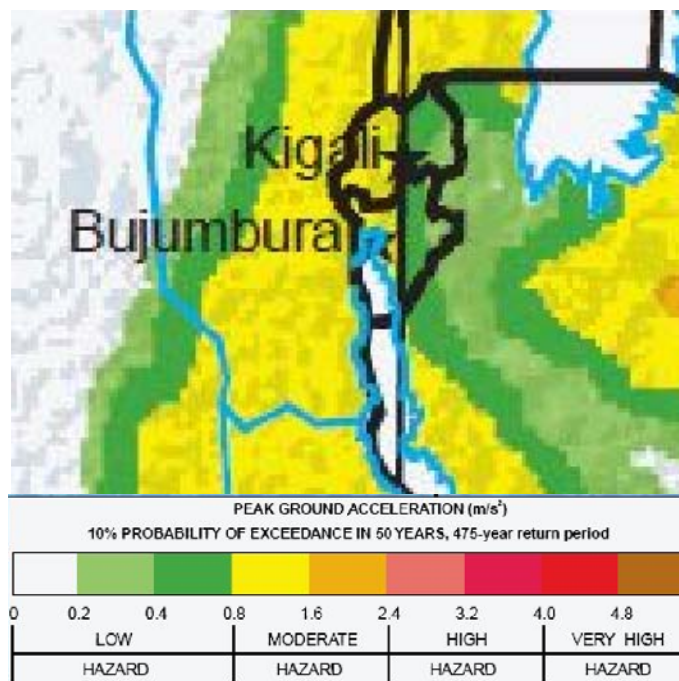 Kigali
Bujumbura
PEAK GROUND ACCELERATION (m/s²)
10% PROBABILITY OF EXCEEDANCE IN 50 YEARS, 475-year return period
0 0.2 0.4 0.8 1.6 2.4 3.2 4.0 4.8
LOW MODERATE HIGH VERY HIGH
HAZARD HAZARD HAZARD HAZARD